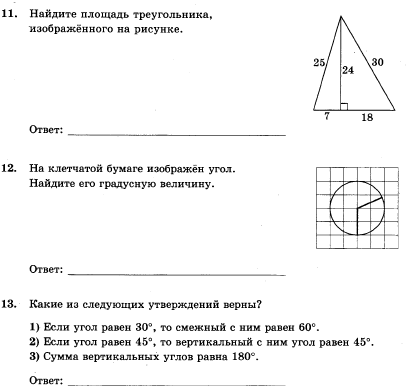 11. Найдите площадь треугольника,
изображённого на рисунке.
25 24 30
7 18
Ответ:
12. На клетчатой бумаге изображён угол.
Найдите его градусную величину.
Ответ:
13. Какие из следующих утверждений верны?
1) Если угол равен 30°, то смежный с ним равен 60°.
2) Если угол равен 45°, то вертикальный с ним угол равен 45°.
3) Сумма вертикальных углов равна 180°.
Ответ: